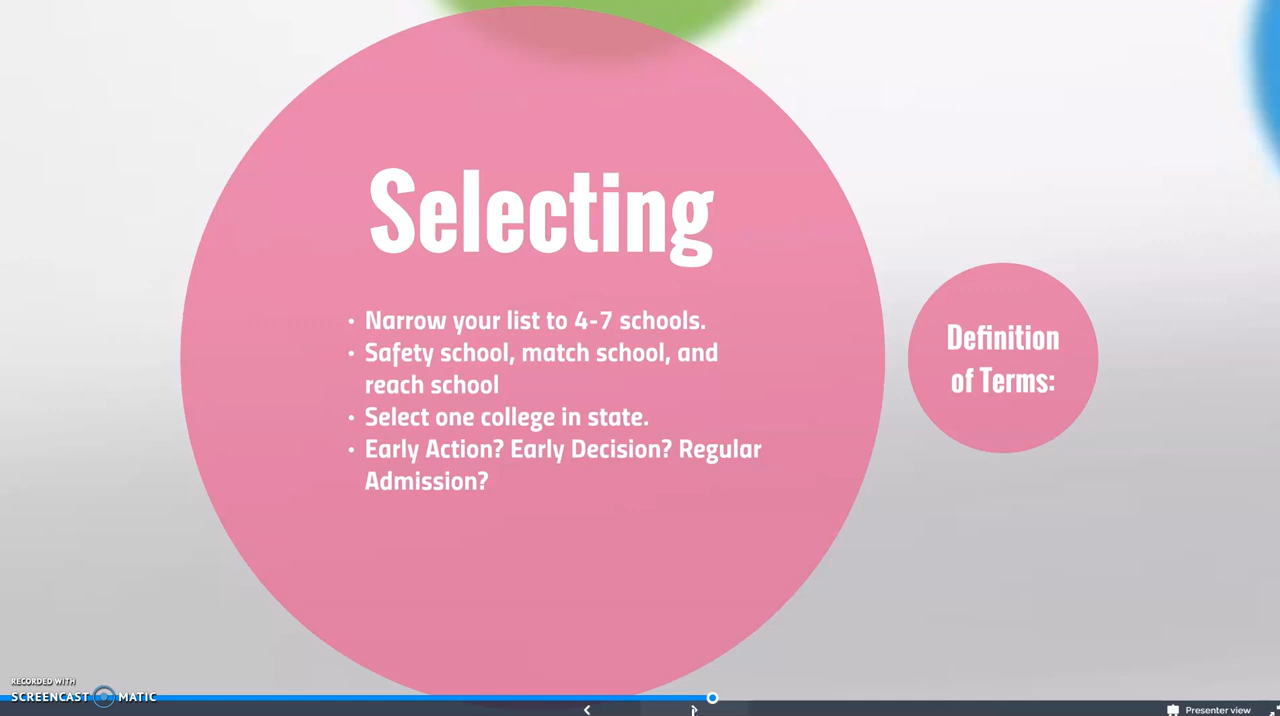 Selecting
• Narrow your list to 4-7 schools.
• Safety school, match school, and
reach school
• Select one college in state.
• Early Action? Early Decision? Regular
Admission?
Definition
of Terms:
RECORDED WITH
SCREENCAST MATIC
Presenter view